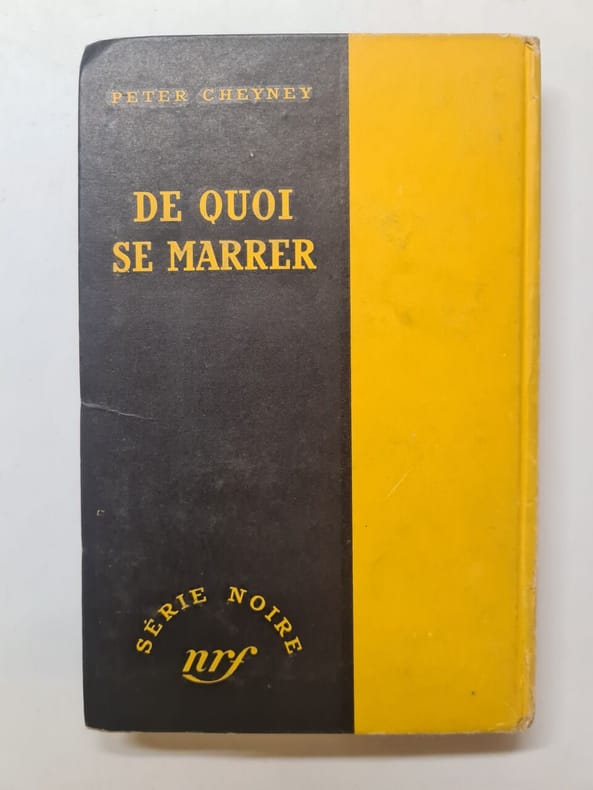 PETER CHEYNEY
DE QUOI
SE MARRER
SÉRIE NOIRE
nrf